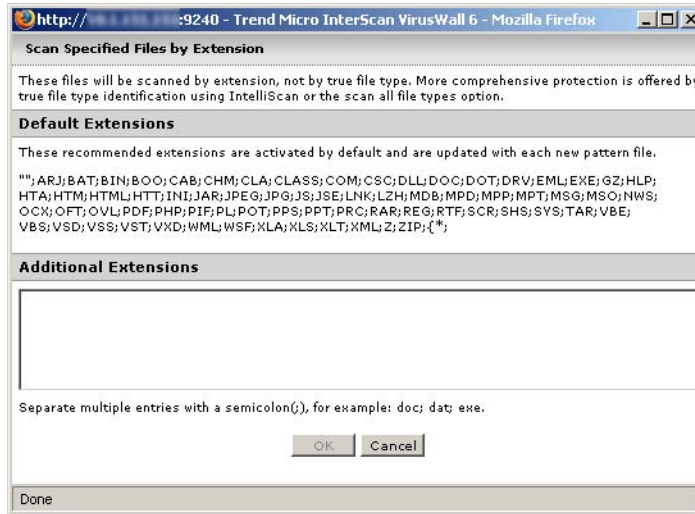 http:// :9240 - Trend Micro InterScan VirusWall 6 - Mozilla Firefox
Scan Specified Files by Extension
These files will be scanned by extension, not by true file type. More comprehensive protection is offered by
true file type identification using IntelliScan or the scan all file types option.
Default Extensions
These recommended extensions are activated by default and are updated with each new pattern file.
"";ARJ;BAT;BIN;BOO;CAB;CHM;CLA;CLASS;COM;CSC;DLL;DOC;DOT;DRV;EML;EXE;GZ;HLP;
HTA;HTM;HTML;HTT;INI;JAR;JPEG;JPG;JS;JSE;LNK;LZH;MDB;MPD;MPP;MPT;MSG;MSO;NWS;
OCX;OFT;OVL;PDF;PHP;PIF;PL;POT;PPS;PPT;PRC;RAR;REG;RTF;SCR;SHS;SYS;TAR;VBE;
VBS;VSD;VSS;VST;VXD;WML;WSF;XLA;XLS;XLT;XML;Z;ZIP;{*;
Additional Extensions
Separate multiple entries with a semicolon(;), for example: doc; dat; exe.
OK Cancel
Done